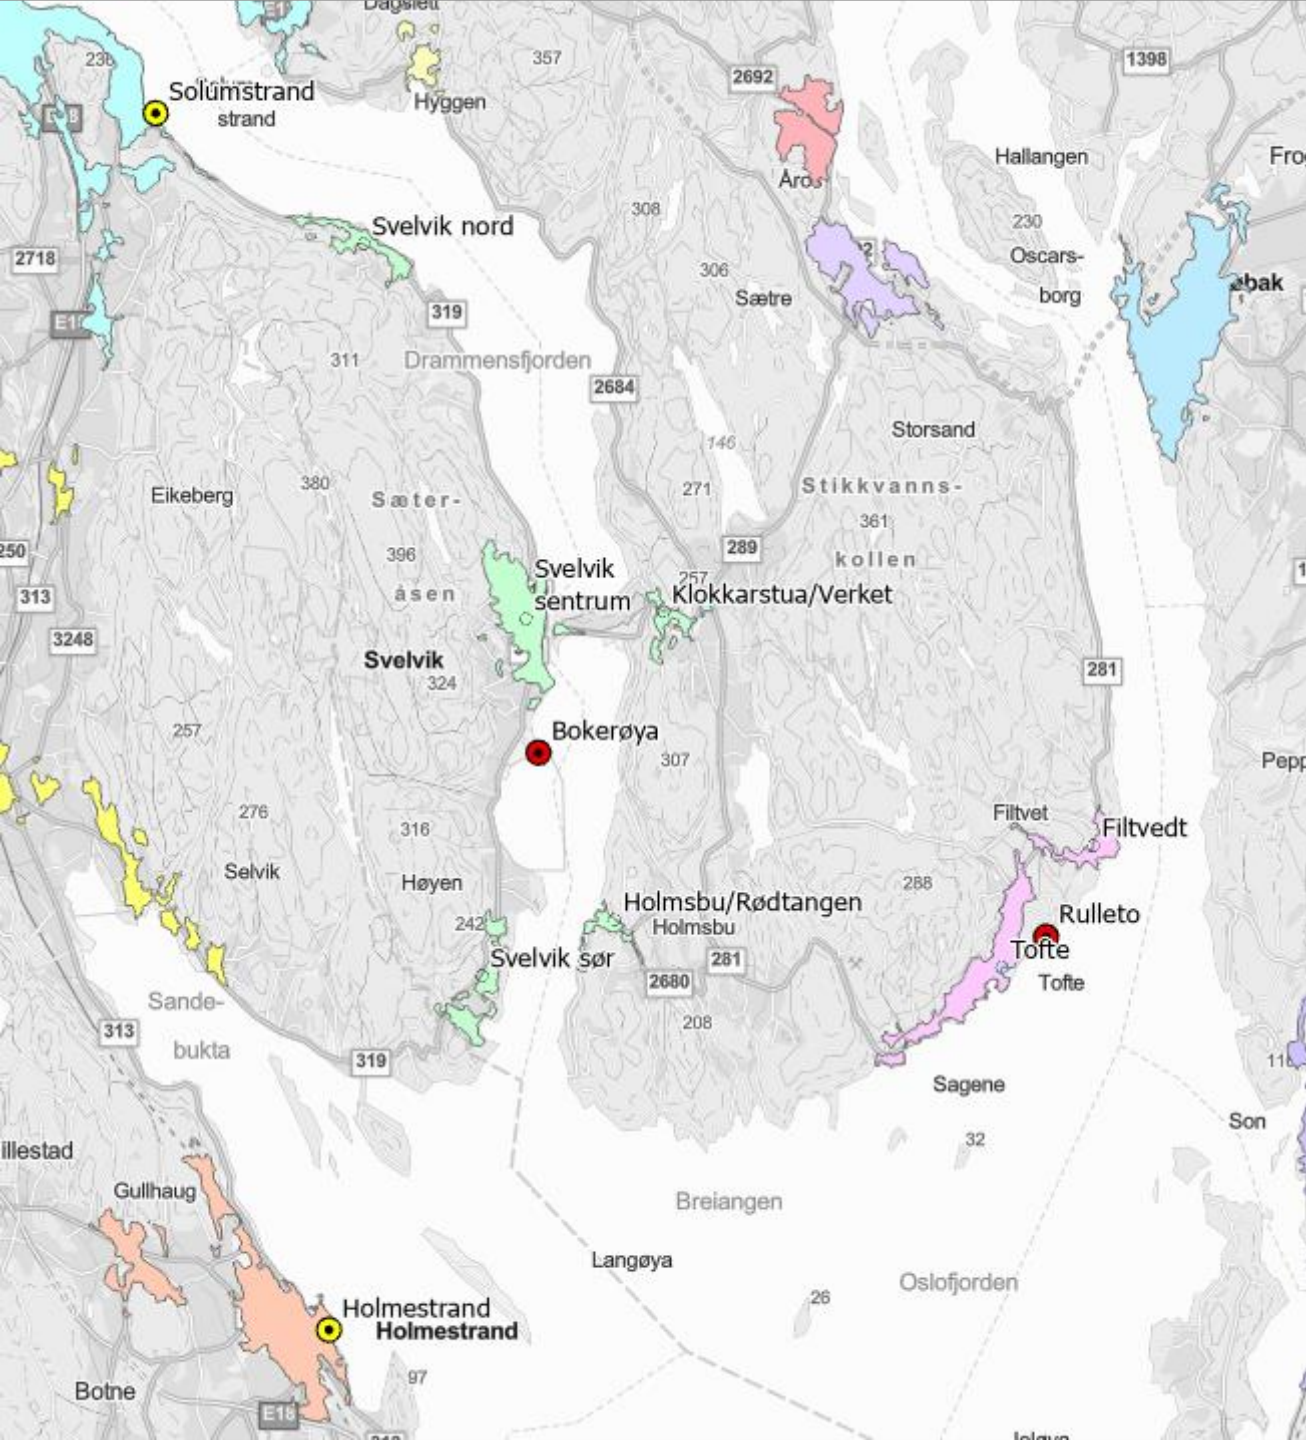 Dagslett
238
357
2692
1398
Solumstrand
strand
Hyggen
Hallangen
Åros
308
230
Svelvik nord
2718
306
Oscars-
borg
Sætre
319
311
Drammensfjorden
2684
Storsand
146
Eikeberg
380
Sæter-
åsen
271
Stikkvanns-
kollen
361
396
289
257
Svelvik
sentrum
Klokkarstua/Verket
313
3248
Svelvik
324
281
257
Bokerøya
307
276
316
Filtvet
Filtvedt
Selvik
Høyen
288
242
Holmsbu/Rødtangen
Holmsbu
Rulleto
Svelvik sør
281
Tofte
2680
Tofte
Sande-
bukta
313
319
208
Sagene
Son
32
Gullhaug
Breiangen
Langøya
Oslofjorden
26
Holmestrand
Holmestrand
97
Botne
E18